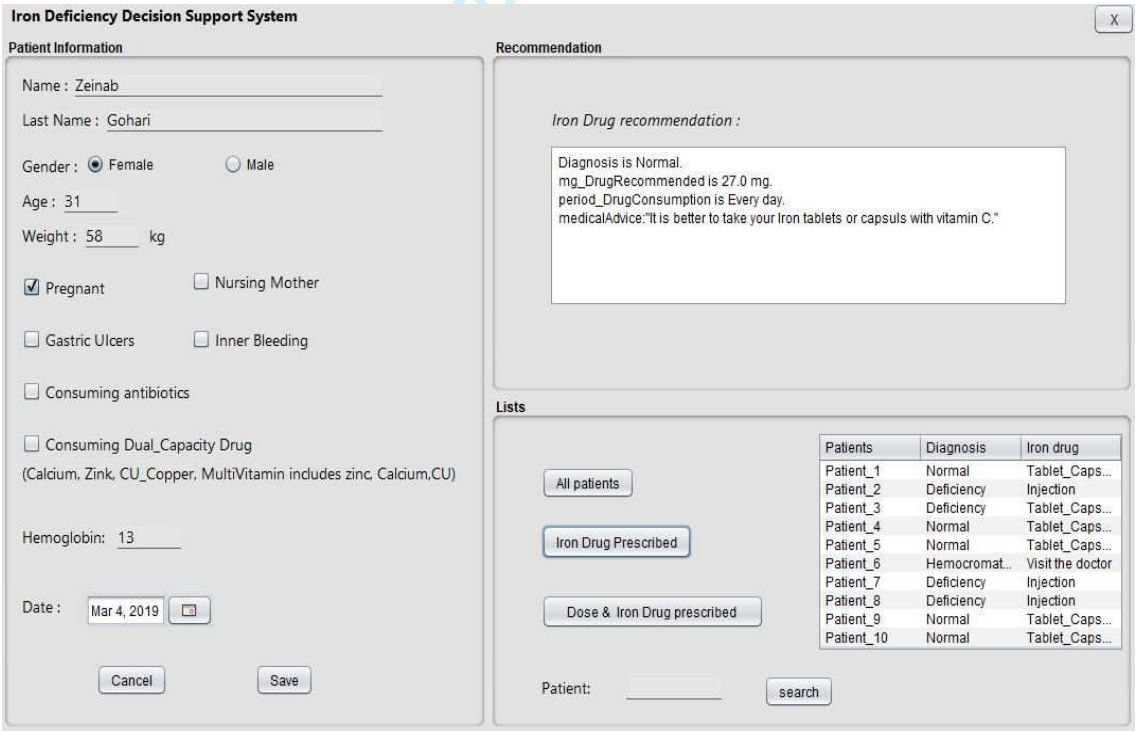 Iron Deficiency Decision Support System
X
Patient Information
Name : Zeinab
Last Name : Gohari
Gender : Female Male
Age : 31
Weight : 58 kg
Pregnant Nursing Mother
Gastric Ulcers Inner Bleeding
Consuming antibiotics
Consuming Dual_Capacity Drug
(Calcium, Zink, CU_Copper, MultiVitamin includes zinc, Calcium,CU)
Hemoglobin: 13
Date : Mar 4, 2019
Cancel Save
Recommendation
Iron Drug recommendation :
Diagnosis is Normal.
mg_DrugRecommended is 27.0 mg.
period_DrugConsumption is Every day.
medicalAdvice:"It is better to take your Iron tablets or capsuls with vitamin C."
Lists
All patients
Iron Drug Prescribed
Dose & Iron Drug prescribed
Patients Diagnosis Iron drug
Patient_1 Normal Tablet_Caps...
Patient_2 Deficiency Injection
Patient_3 Deficiency Tablet_Caps...
Patient_4 Normal Tablet_Caps...
Patient_5 Normal Tablet_Caps...
Patient_6 Hemocromat... Visit the doctor
Patient_7 Deficiency Injection
Patient_8 Deficiency Injection
Patient_9 Normal Tablet_Caps...
Patient_10 Normal Tablet_Caps...
Patient: search